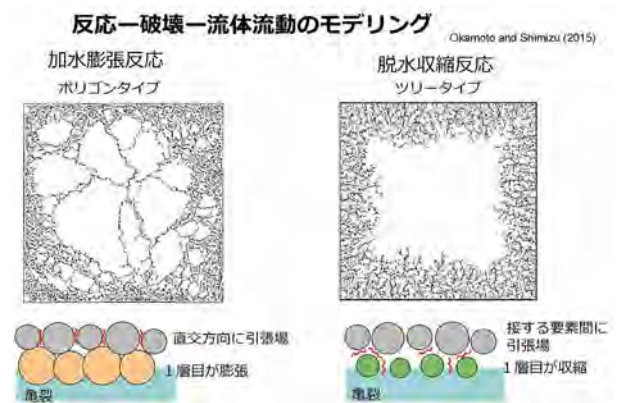 反応ー破壊ー流体流動のモデリング
Okamoto and Shimizu (2015)
加水膨張反応
ポリゴンタイプ
直交方向に引張場
1層目が膨張
亀裂
脱水収縮反応
ツリータイプ
接する要素間に
引張場
1層目が収縮
亀裂